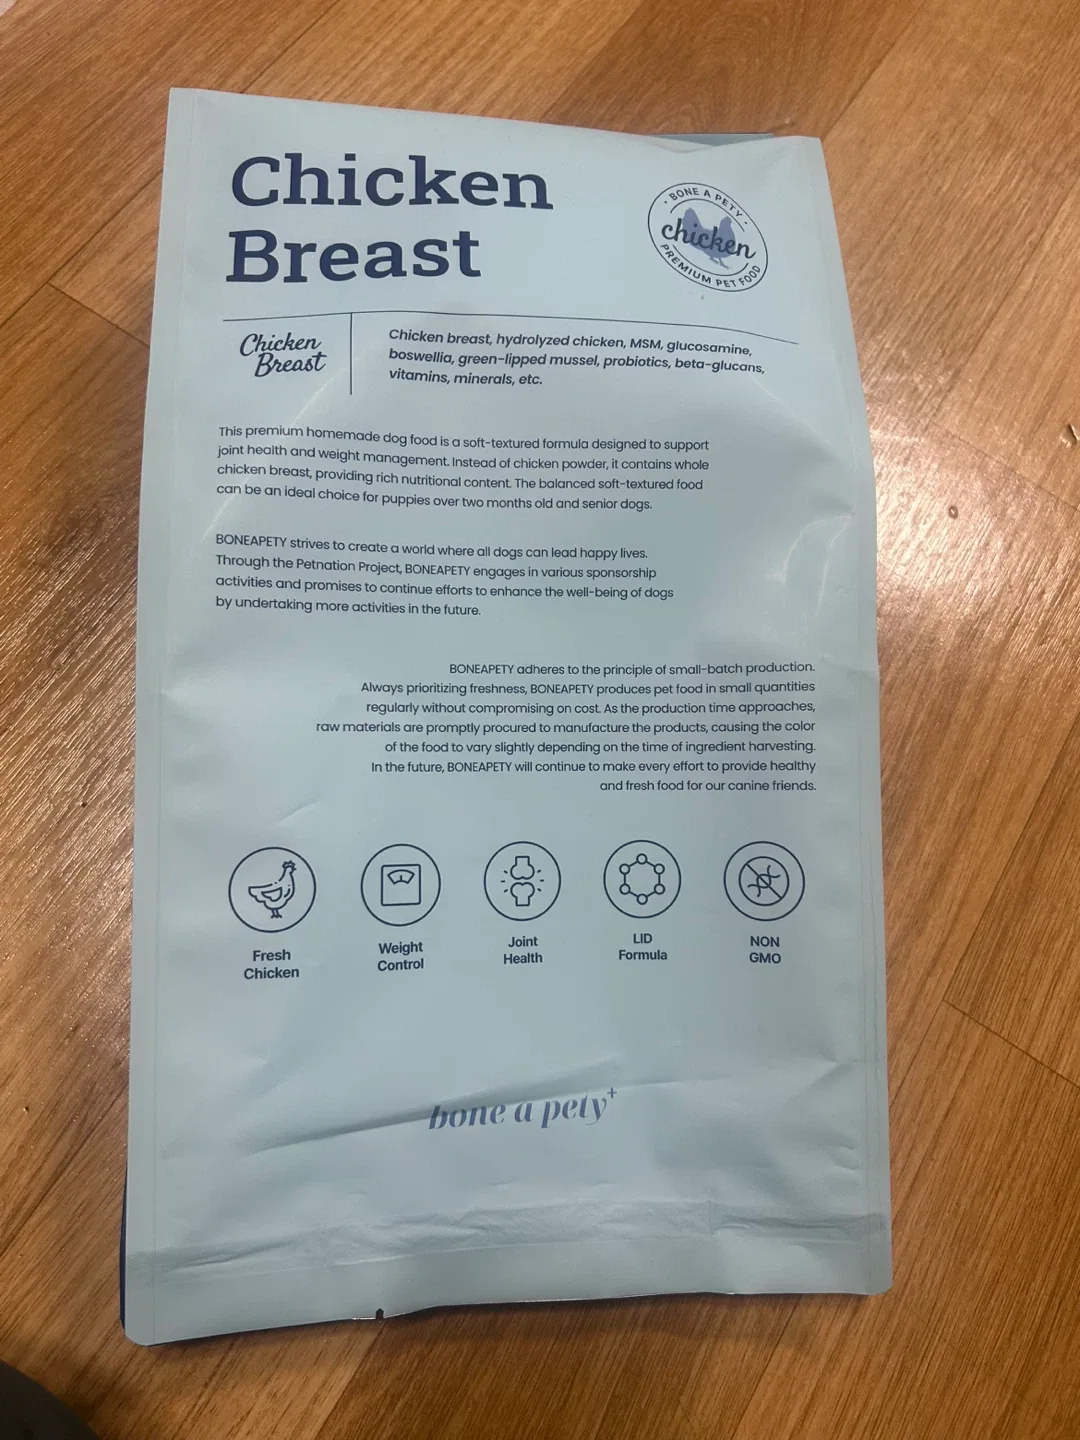 Chicken
Breast
BONE A PETY
chicken
PREMIUM PET FOOD
Chicken
Breast
Chicken breast, hydrolyzed chicken, MSM, glucosamine,
boswellia, green-lipped mussel, probiotics, beta-glucans,
vitamins, minerals, etc.
This premium homemade dog food is a soft-textured formula designed to support
joint health and weight management. Instead of chicken powder, it contains whole
chicken breast, providing rich nutritional content. The balanced soft-textured food
can be an ideal choice for puppies over two months old and senior dogs.
BONEAPETY strives to create a world where all dogs can lead happy lives.
Through the Petnation Project, BONEAPETY engages in various sponsorship
activities and promises to continue efforts to enhance the well-being of dogs
by undertaking more activities in the future.
BONEAPETY adheres to the principle of small-batch production.
Always prioritizing freshness, BONEAPETY produces pet food in small quantities
regularly without compromising on cost. As the production time approaches,
raw materials are promptly procured to manufacture the products, causing the color
of the food to vary slightly depending on the time of ingredient harvesting.
In the future, BONEAPETY will continue to make every effort to provide healthy
and fresh food for our canine friends.
Fresh
Chicken
Weight
Control
Joint
Health
LID
Formula
NON
GMO
bone a pety+